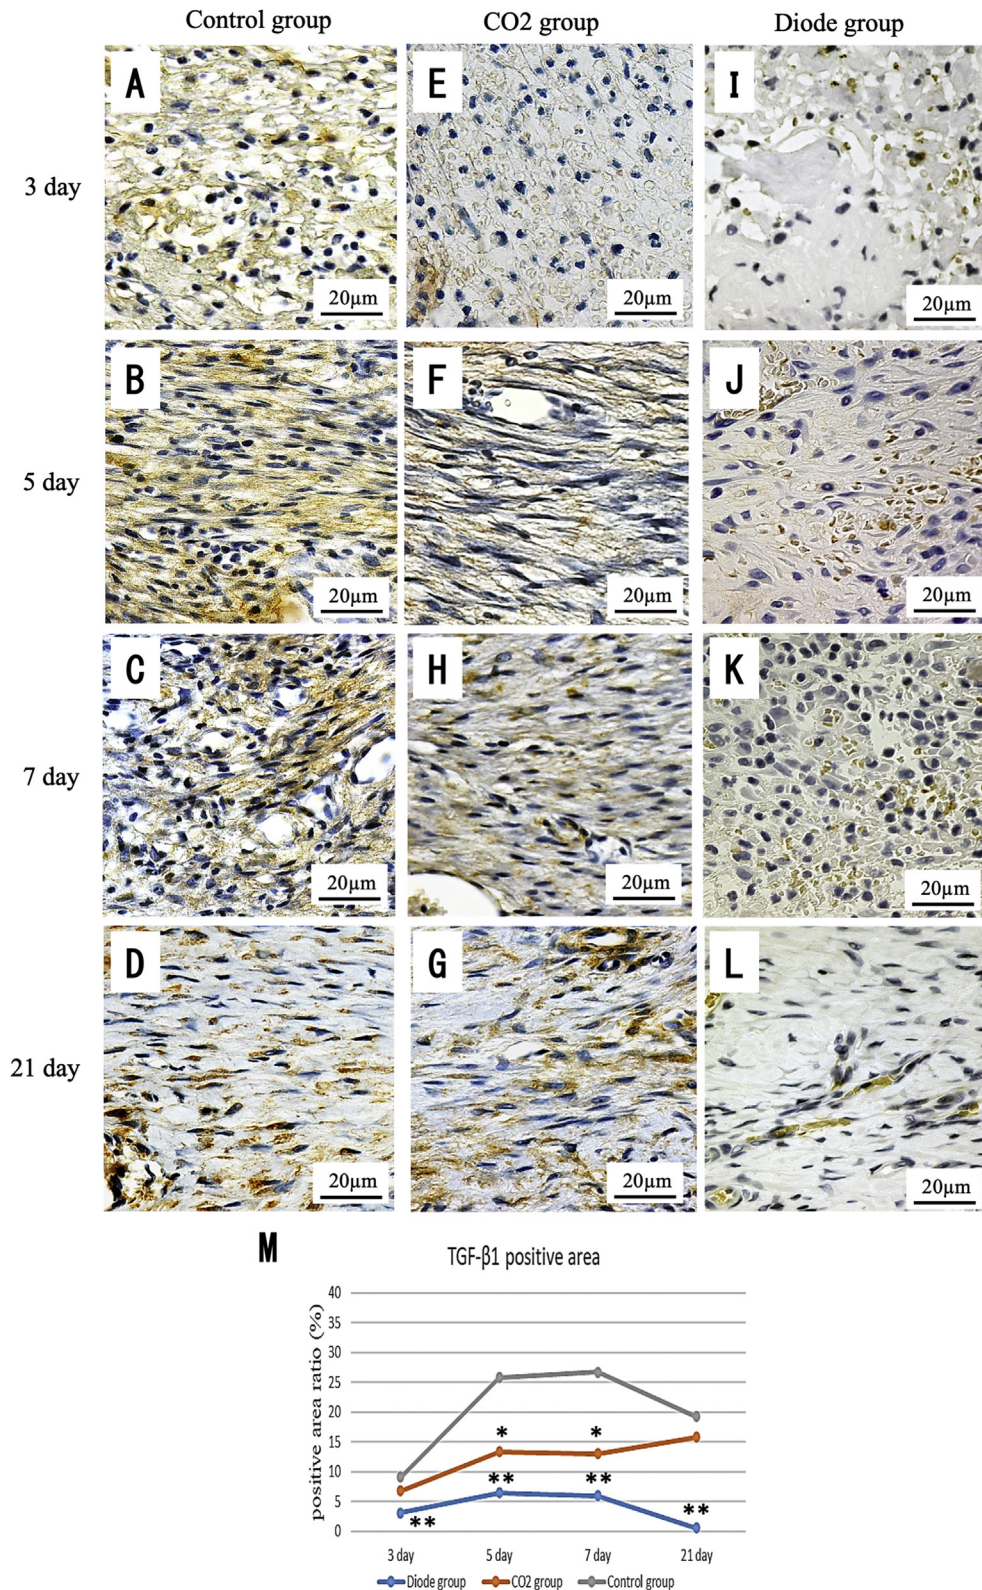 Control group CO2 group Diode group
A E I
3 day
20μm 20μm 20μm
B F J
5 day
20μm 20μm 20μm
C H K
7 day
20μm 20μm 20μm
D G L
21 day
20μm 20μm 20μm
M
TGF-β1 positive area
positive area ratio (%)
40
35
30
25
20
15 * *
10 ** **
5 **
0 **
3 day 5 day 7 day 21 day
Diode group CO2 group Control group